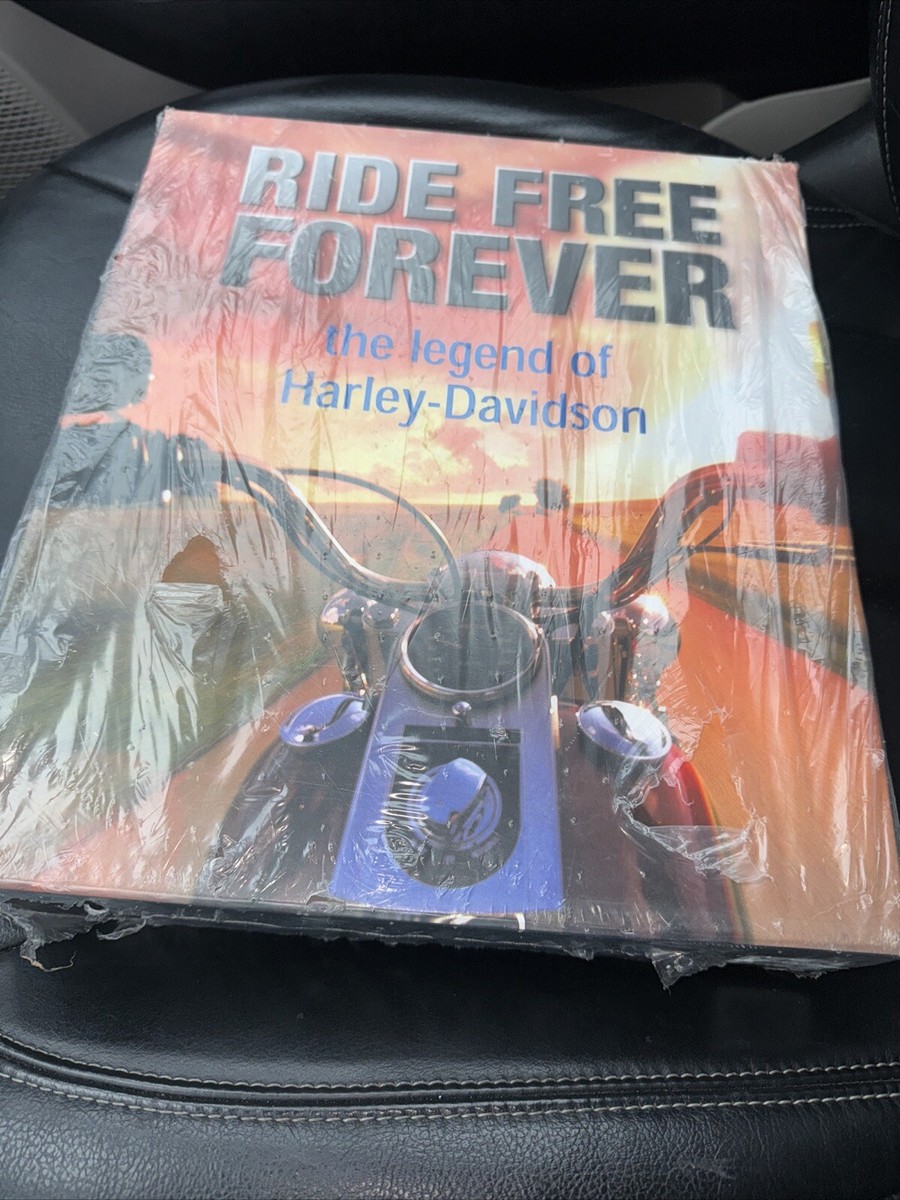 RIDE FREE
FOREVER
the legend of
Harley-Davidson